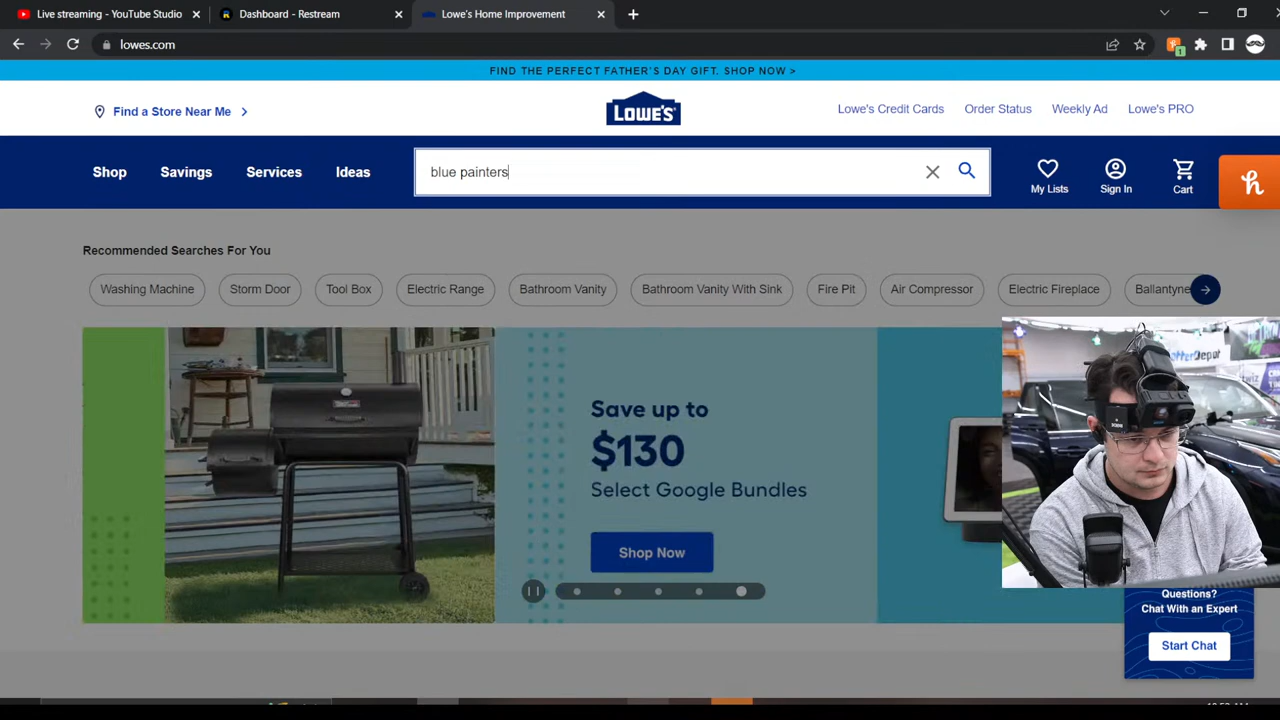 Live streaming - YouTube Studio
Dashboard - Restream
Lowe's Home Improvement
lowes.com
1
FIND THE PERFECT FATHER'S DAY GIFT. SHOP NOW >
Find a Store Near Me
LOWE'S
Lowe's Credit Cards
Order Status
Weekly Ad
Lowe's PRO
Shop
Savings
Services
Ideas
blue painters
My Lists
Sign In
Cart
h
Recommended Searches For You
Washing Machine
Storm Door
Tool Box
Electric Range
Bathroom Vanity
Bathroom Vanity With Sink
Fire Pit
Air Compressor
Electric Fireplace
Ballantyne
Save up to
$130
Select Google Bundles
Shop Now
Questions?
Chat With an Expert
Start Chat